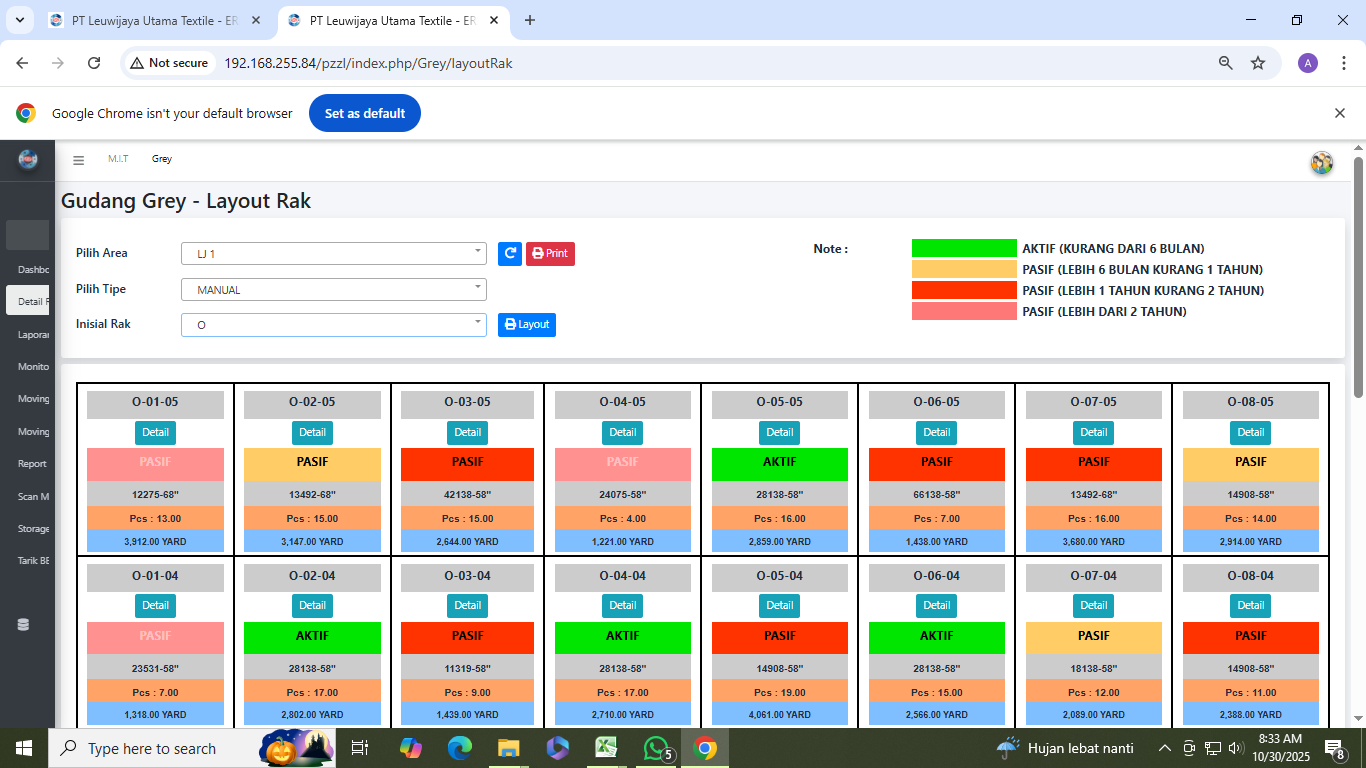 PT Leuwijaya Utama Textile - ER
PT Leuwijaya Utama Textile - ER
Not secure 192.168.255.84/pzzl/index.php/Grey/layoutRak A
Google Chrome isn't your default browser Set as default
M.I.T Grey
Gudang Grey - Layout Rak
Pilih Area LJ 1 Print
Pilih Tipe MANUAL
Inisial Rak O Layout
Note :
AKTIF (KURANG DARI 6 BULAN)
PASIF (LEBIH 6 BULAN KURANG 1 TAHUN)
PASIF (LEBIH 1 TAHUN KURANG 2 TAHUN)
PASIF (LEBIH DARI 2 TAHUN)
Dashbo
Detail R
Laporan
Monito
Moving
Moving
Report
Scan M
Storage
Tarik BE
O-01-05 O-02-05 O-03-05 O-04-05 O-05-05 O-06-05 O-07-05 O-08-05
Detail Detail Detail Detail Detail Detail Detail Detail
PASIF PASIF PASIF PASIF AKTIF PASIF PASIF PASIF
12275-68" 13492-68" 42138-58" 24075-58" 28138-58" 66138-58" 13492-68" 14908-58"
Pcs : 13.00 Pcs : 15.00 Pcs : 15.00 Pcs : 4.00 Pcs : 16.00 Pcs : 7.00 Pcs : 16.00 Pcs : 14.00
3,912.00 YARD 3,147.00 YARD 2,644.00 YARD 1,221.00 YARD 2,859.00 YARD 1,438.00 YARD 3,680.00 YARD 2,914.00 YARD
O-01-04 O-02-04 O-03-04 O-04-04 O-05-04 O-06-04 O-07-04 O-08-04
Detail Detail Detail Detail Detail Detail Detail Detail
PASIF AKTIF PASIF AKTIF PASIF AKTIF PASIF PASIF
23531-58" 28138-58" 11319-58" 28138-58" 14908-58" 28138-58" 18138-58" 14908-58"
Pcs : 7.00 Pcs : 17.00 Pcs : 9.00 Pcs : 17.00 Pcs : 19.00 Pcs : 15.00 Pcs : 12.00 Pcs : 11.00
1,318.00 YARD 2,802.00 YARD 1,439.00 YARD 2,710.00 YARD 4,061.00 YARD 2,566.00 YARD 2,089.00 YARD 2,388.00 YARD
Type here to search
5
Hujan lebat nanti
8:33 AM
10/30/2025
8